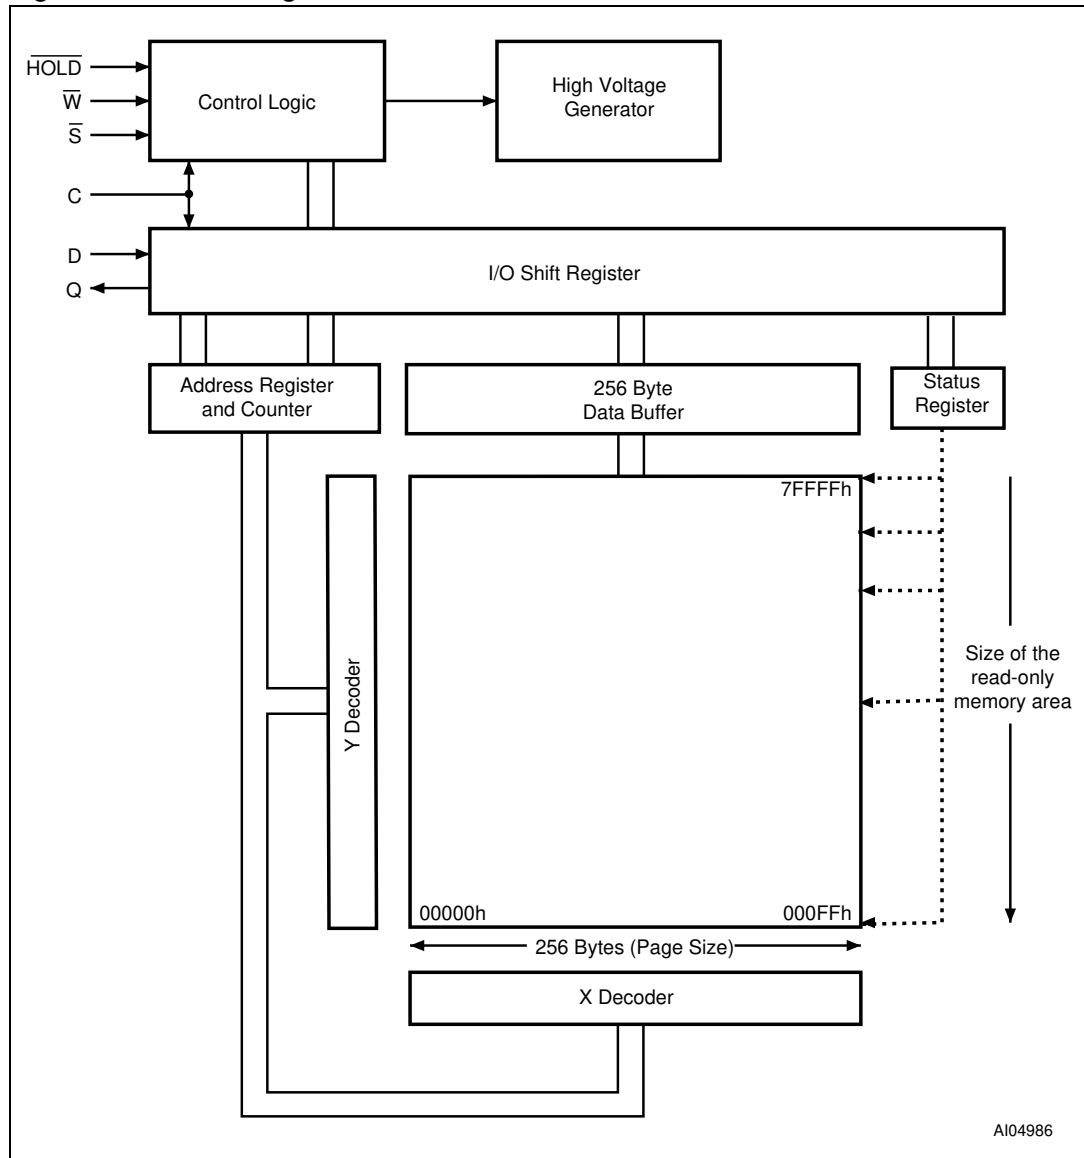 HOLD
W
S
C
D
Q
Control Logic
High Voltage
Generator
I/O Shift Register
Address Register
and Counter
256 Byte
Data Buffer
Status
Register
7FFFFh
Y Decoder
Size of the
read-only
memory area
00000h
000FFh
256 Bytes (Page Size)
X Decoder
AI04986